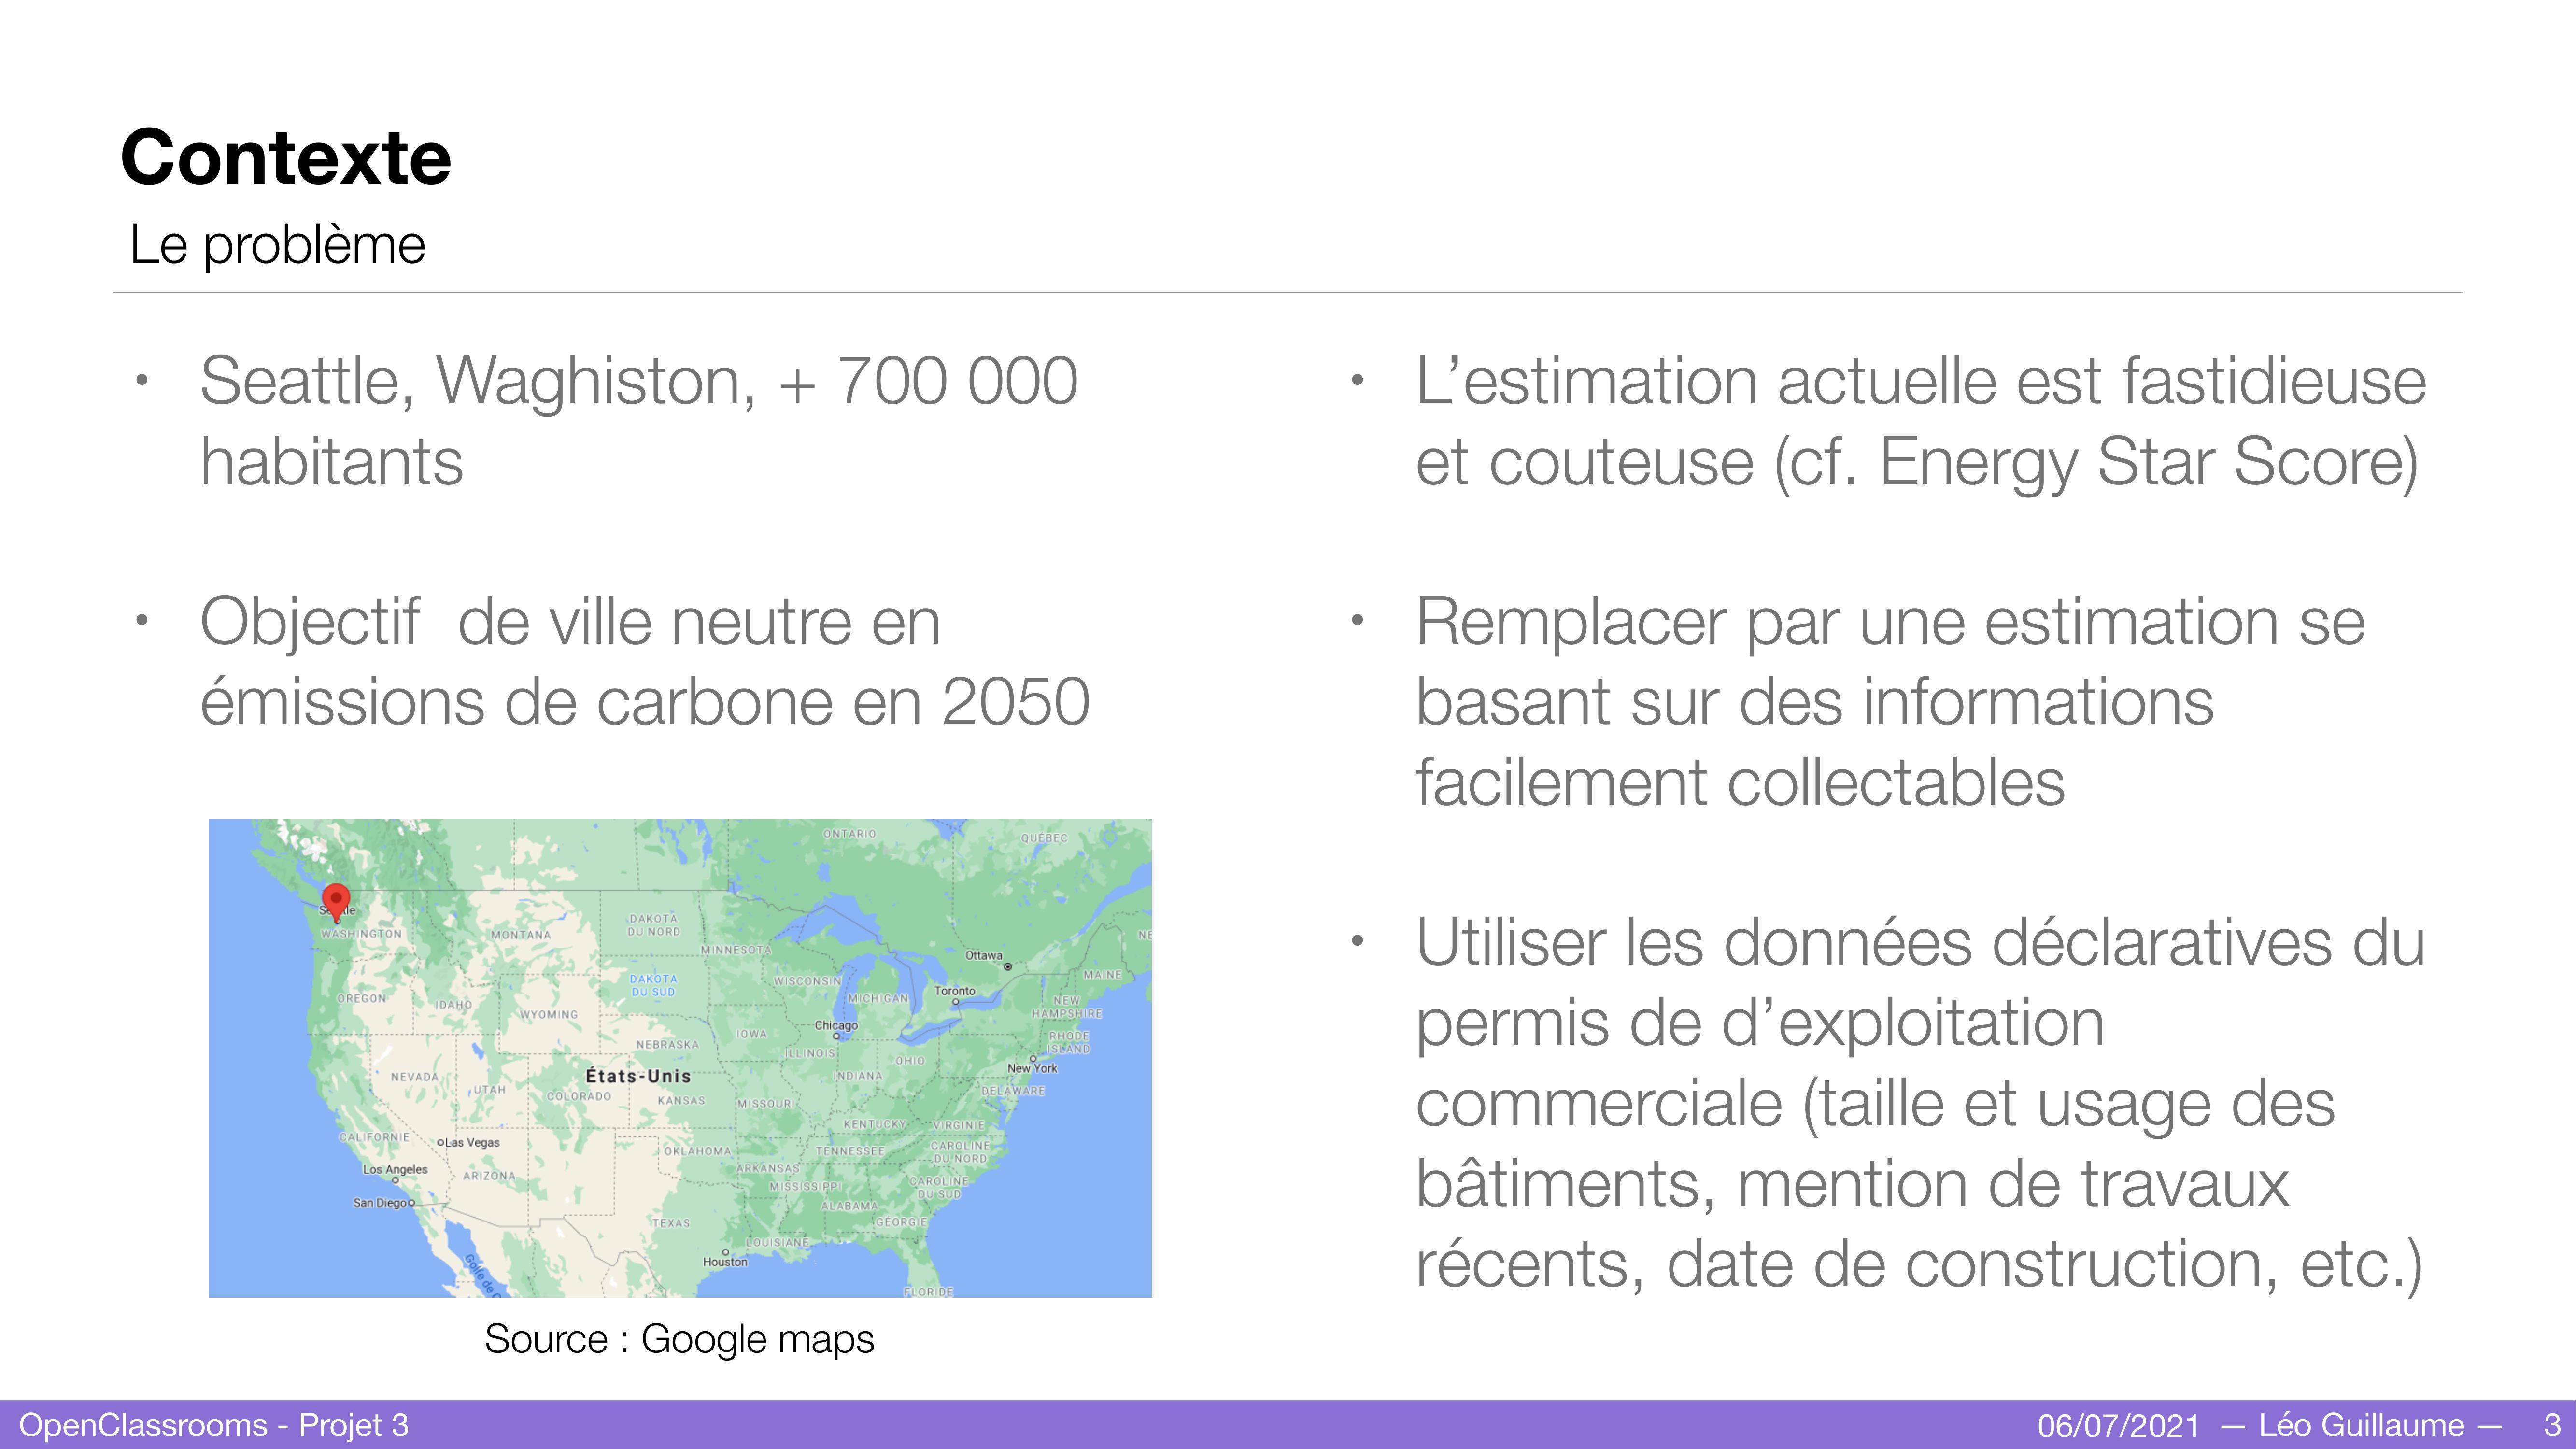 Contexte
Le problème
• Seattle, Waghiston, + 700 000
habitants
• Objectif  de ville neutre en
émissions de carbone en 2050
ONTARIO
QUÉBEC
WASHINGTON
MONTANA
DAKOTA
DU NORD
MINNESOTA
Ottawa
MAINE
OREGON
IDAHO
DAKOTA
DU SUD
WISCONSIN
MICHIGAN
Toronto
NEW
HAMPSHIRE
WYOMING
Chicago
IOWA
RHODE
ISLAND
NEBRASKA
ILLINOIS
OHIO
New York
NEVADA
UTAH
États-Unis
INDIANA
DELAWARE
COLORADO
KANSAS
MISSOURI
KENTUCKY
VIRGINIE
CALIFORNIE
Las Vegas
OKLAHOMA
TENNESSEE
CAROLINE
DU NORD
Los Angeles
ARIZONA
ARKANSAS
MISSISSIPPI
CAROLINE
DU SUD
San Diego
ALABAMA
TEXAS
GÉORGIE
LOUISIANE
Houston
Golfe de
FLORIDE
Source : Google maps
• L’estimation actuelle est fastidieuse
et couteuse (cf. Energy Star Score)
• Remplacer par une estimation se
basant sur des informations
facilement collectables
• Utiliser les données déclaratives du
permis de d’exploitation
commerciale (taille et usage des
bâtiments, mention de travaux
récents, date de construction, etc.)
OpenClassrooms - Projet 3
06/07/2021 — Léo Guillaume — 3